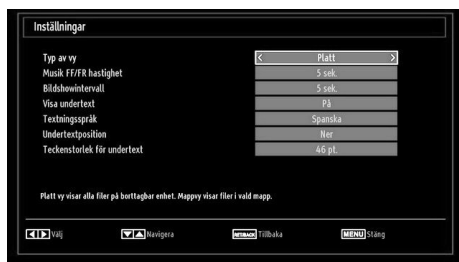 Inställningar
Typ av vy Platt
Musik FF/FR hastighet 5 sek.
Bildshowintervall 5 sek.
Visa undertext På
Textningsspråk Spanska
Undertextposition Ner
Teckenstorlek för undertext 46 pt.
Platt vy visar alla filer på borttagbar enhet. Mappvy visar filer i vald mapp.
Välj Navigera RET/BACK Tillbaka MENU Stäng